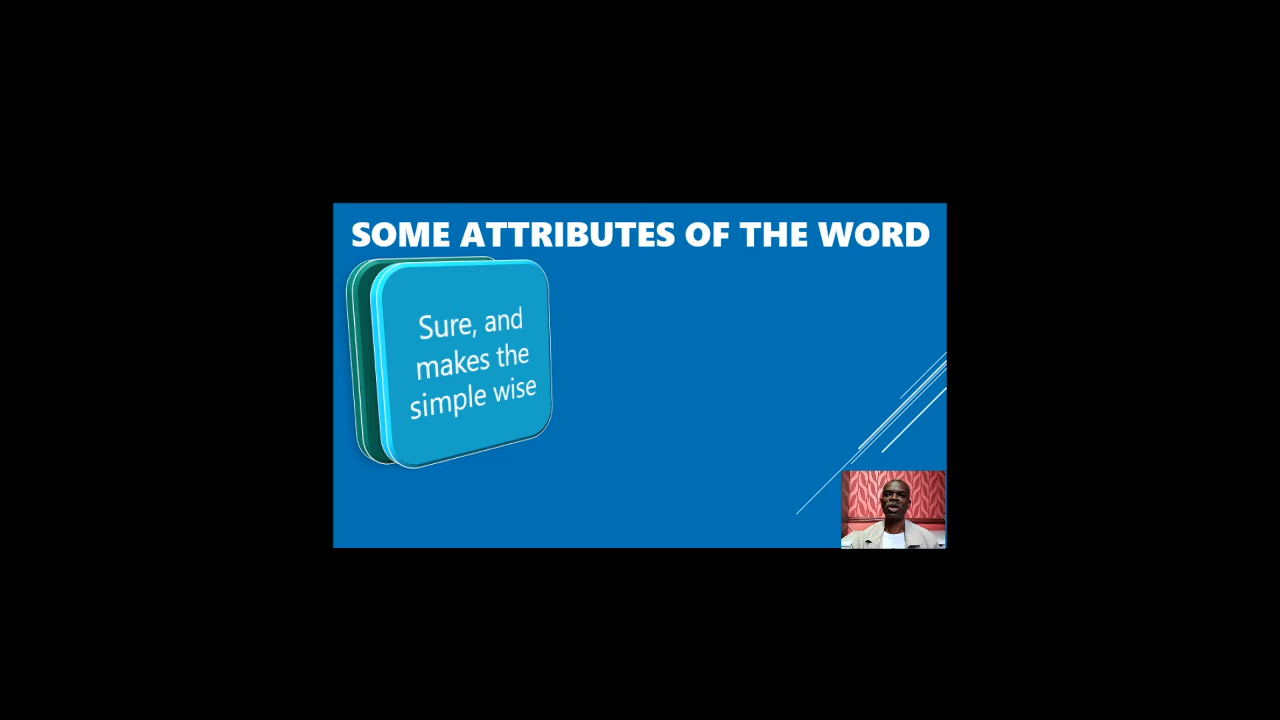 SOME ATTRIBUTES OF THE WORD
Sure, and
makes the
simple wise